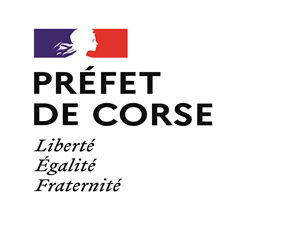 PRÉFET
DE CORSE
Liberté
Égalité
Fraternité